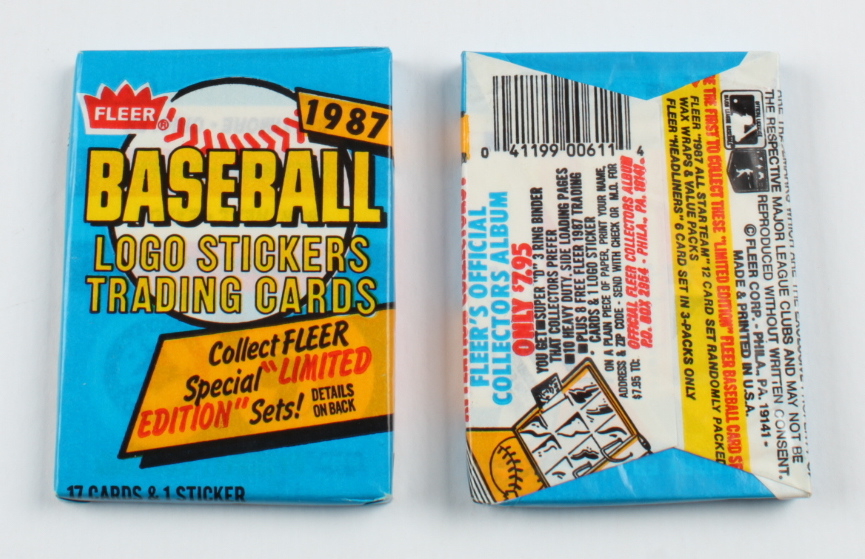 FLEER®
1987
BASEBALL
LOGO STICKERS
TRADING CARDS
Collect FLEER
Special "LIMITED
EDITION" Sets!
DETAILS
ON BACK
17 CARDS & 1 STICKER
0 41199 00611 4
FLEER'S OFFICIAL
COLLECTORS ALBUM
ONLY $7.95
YOU GET ■ SUPER "D" 3 RING BINDER
THAT COLLECTORS PREFER
■ 10 HEAVY DUTY, SIDE LOADING PAGES
■ PLUS 8 FREE FLEER 1987 TRADING
CARDS & 1 LOGO STICKER.
ON A PLAIN PIECE OF PAPER, PRINT YOUR NAME,
ADDRESS & ZIP CODE - SEND WITH CHECK OR M.O. FOR
$7.95 TO:
OFFICIAL FLEER COLLECTORS ALBUM
P.O. BOX PHILA., PA.
THE FIRST TO COLLECT THESE "LIMITED EDITION" FLEER BASEBALL CARD
FLEER "1987 ALL STAR TEAM" 12 CARD SET RANDOMLY PACKED
WAX WRAPS & VALUE PACKS
FLEER "HEADLINERS" 6 CARD SET IN 3-PACKS ONLY
THE RESPECTIVE MAJOR LEAGUE CLUBS AND MAY NOT BE
REPRODUCED WITHOUT WRITTEN CONSENT.
©FLEER CORP. - PHILA., PA. 19141 -
MADE & PRINTED IN U.S.A.